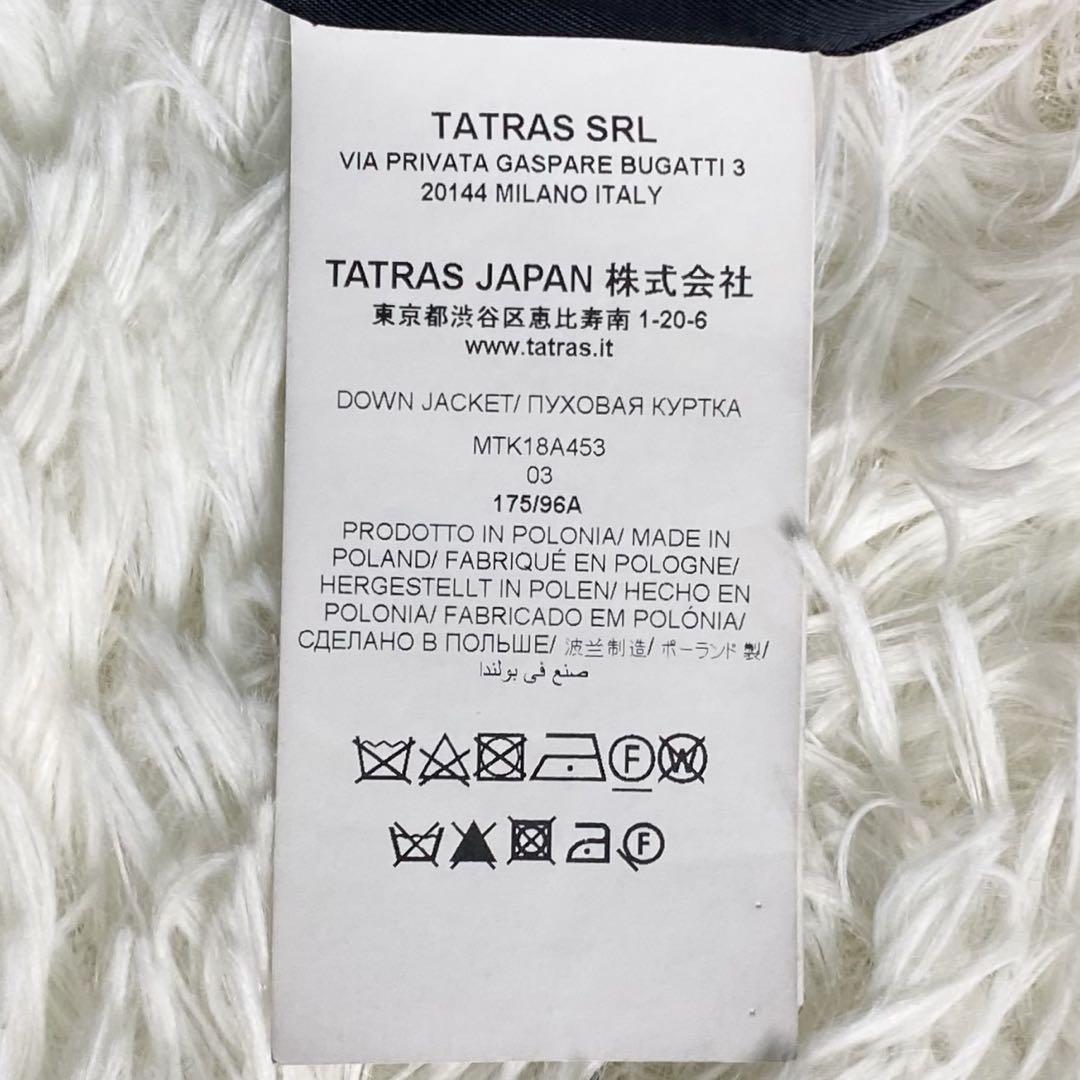 TATRAS SRL
VIA PRIVATA GASPARE BUGATTI 3
20144 MILANO ITALY
TATRAS JAPAN 株式会社
東京都渋谷区恵比寿南 1-20-6
www.tatras.it
DOWN JACKET/ ПУХОВАЯ КУРТКА
MTK18A453
03
175/96A
PRODOTTO IN POLONIA/ MADE IN
POLAND/ FABRIQUÉ EN POLOGNE/
HERGESTELLT IN POLEN/ HECHO EN
POLONIA/ FABRICADO EM POLÓNIA/
СДЕЛАНО В ПОЛЬШЕ/ 波兰制造/ ポーランド製/
صنع في بولندا
F W
F